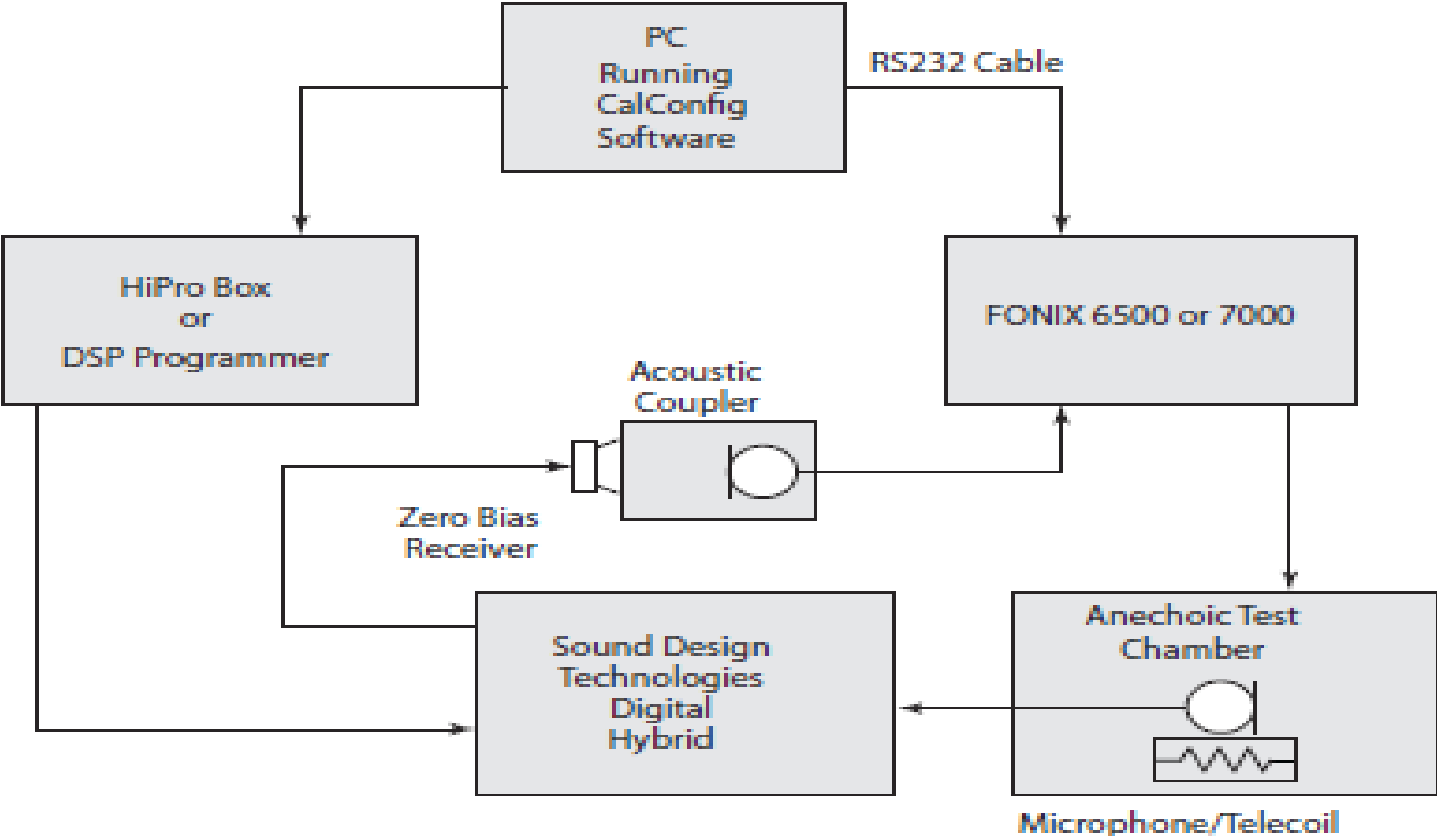 PC
Running
CalConfig
Software
RS232 Cable
HiPro Box
or
DSP Programmer
FONIX 6500 or 7000
Acoustic
Coupler
Zero Bias
Receiver
Sound Design
Technologies
Digital
Hybrid
Anechoic Test
Chamber
Microphone/Telecoil